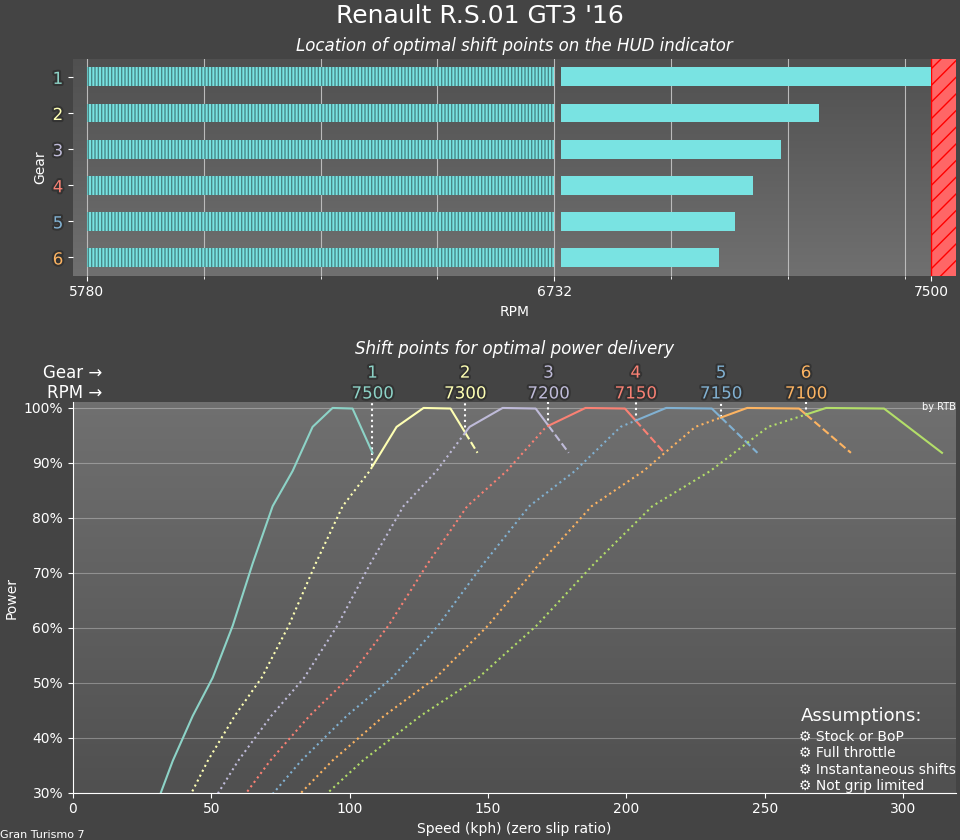 Renault R.S.01 GT3 '16
Location of optimal shift points on the HUD indicator
Gear
1
2
3
4
5
6
5780 6732 7500
RPM
Shift points for optimal power delivery
Gear → 1 2 3 4 5 6
RPM → 7500 7300 7200 7150 7150 7100
by RTB
Power
100%
90%
80%
70%
60%
50%
40%
30%
Assumptions:
⚙ Stock or BoP
⚙ Full throttle
⚙ Instantaneous shifts
⚙ Not grip limited
0 50 100 150 200 250 300
Speed (kph) (zero slip ratio)
Gran Turismo 7